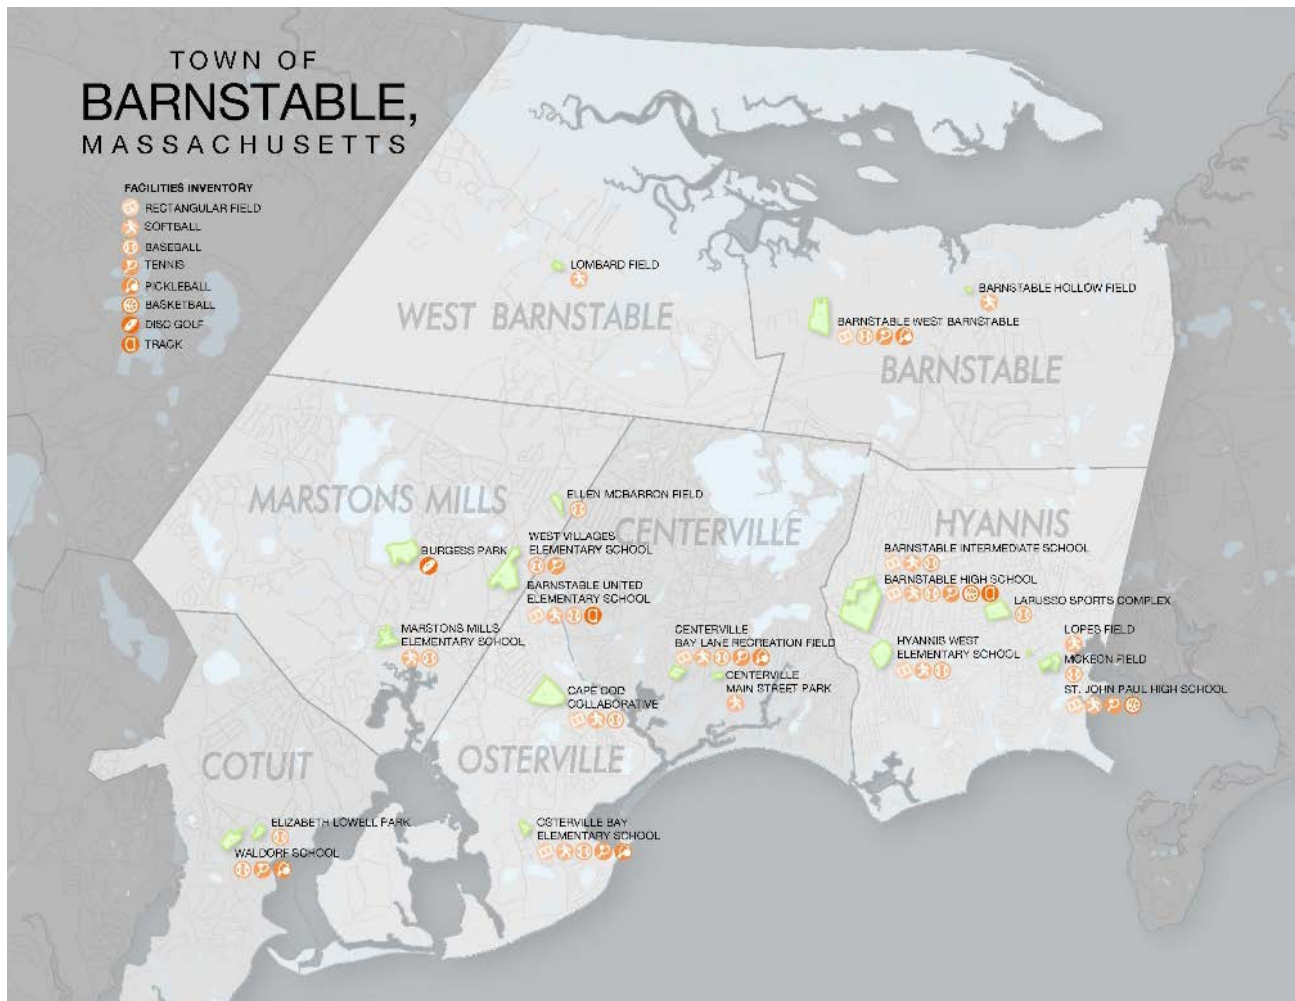 TOWN OF
BARNSTABLE,
MASSACHUSETTS
FACILITIES INVENTORY
RECTANGULAR FIELD
SOFTBALL
BASEBALL
TENNIS
PICKLEBALL
BASKETBALL
DISC GOLF
TRACK
LOMBARD FIELD
WEST BARNSTABLE
BARNSTABLE HOLLOW FIELD
BARNSTABLE WEST BARNSTABLE
BARNSTABLE
MARSTONS MILLS
ELLEN MCBARRON FIELD
CENTERVILLE
HYANNIS
BURGESS PARK
WEST VILLAGES
ELEMENTARY SCHOOL
BARNSTABLE UNITED
ELEMENTARY SCHOOL
BARNSTABLE INTERMEDIATE SCHOOL
BARNSTABLE HIGH SCHOOL
LARUSSO SPORTS COMPLEX
MARSTONS MILLS
ELEMENTARY SCHOOL
CENTERVILLE
BAY LANE RECREATION FIELD
HYANNIS WEST
ELEMENTARY SCHOOL
LOPES FIELD
MCKEON FIELD
ST. JOHN PAUL HIGH SCHOOL
CENTERVILLE
MAIN STREET PARK
CAPE COD
COLLABORATIVE
COTUIT
OSTERVILLE
ELIZABETH LOWELL PARK
WALDORF SCHOOL
OSTERVILLE BAY
ELEMENTARY SCHOOL